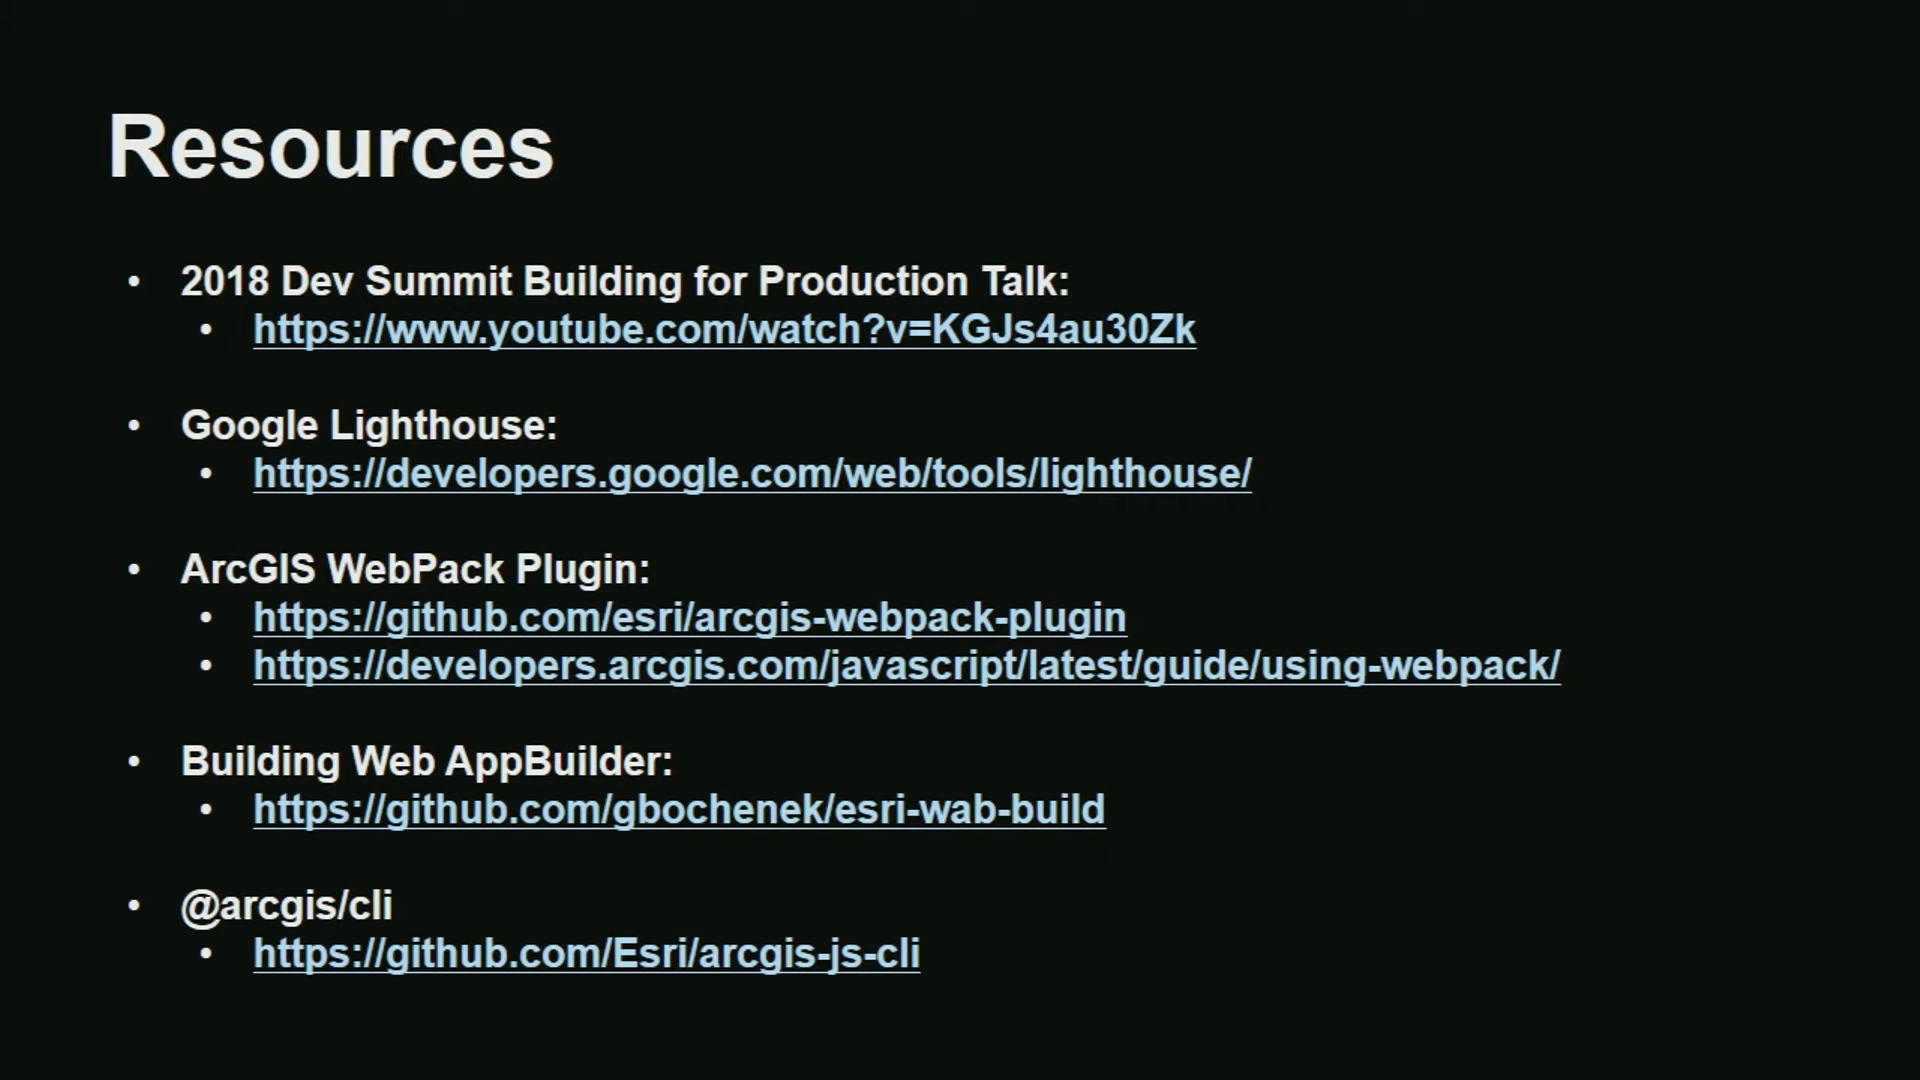 Resources
• 2018 Dev Summit Building for Production Talk:
• https://www.youtube.com/watch?v=KGJs4au30Zk
• Google Lighthouse:
• https://developers.google.com/web/tools/lighthouse/
• ArcGIS WebPack Plugin:
• https://github.com/esri/arcgis-webpack-plugin
• https://developers.arcgis.com/javascript/latest/guide/using-webpack/
• Building Web AppBuilder:
• https://github.com/gbochenek/esri-wab-build
• @arcgis/cli
• https://github.com/Esri/arcgis-js-cli